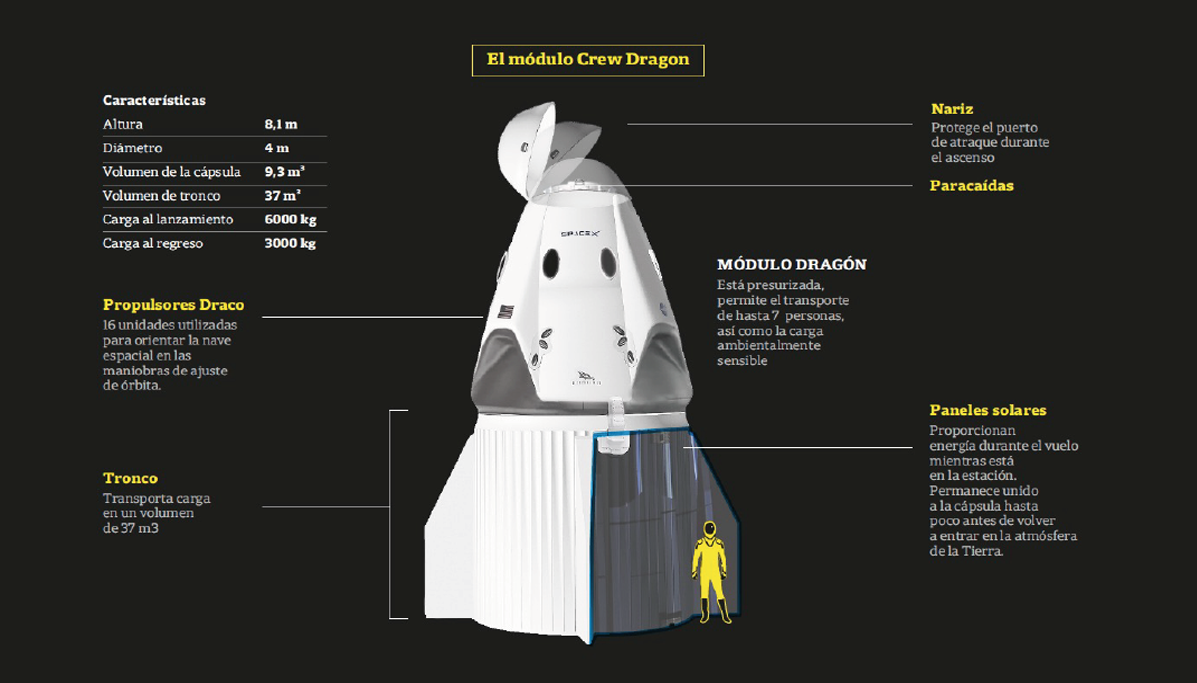 El módulo Crew Dragon
Características
Altura 8,1 m
Diámetro 4 m
Volumen de la cápsula 9,3 m³
Volumen de tronco 37 m³
Carga al lanzamiento 6000 kg
Carga al regreso 3000 kg
Propulsores Draco
16 unidades utilizadas
para orientar la nave
espacial en las
maniobras de ajuste
de órbita.
Tronco
Transporta carga
en un volumen
de 37 m3
SPACEX
MÓDULO DRAGÓN
Está presurizada,
permite el transporte
de hasta 7 personas,
así como la carga
ambientalmente
sensible
Nariz
Protege el puerto
de atraque durante
el ascenso
Paracaídas
Paneles solares
Proporcionan
energía durante el vuelo
mientras está
en la estación.
Permanece unido
a la cápsula hasta
poco antes de volver
a entrar en la atmósfera
de la Tierra.